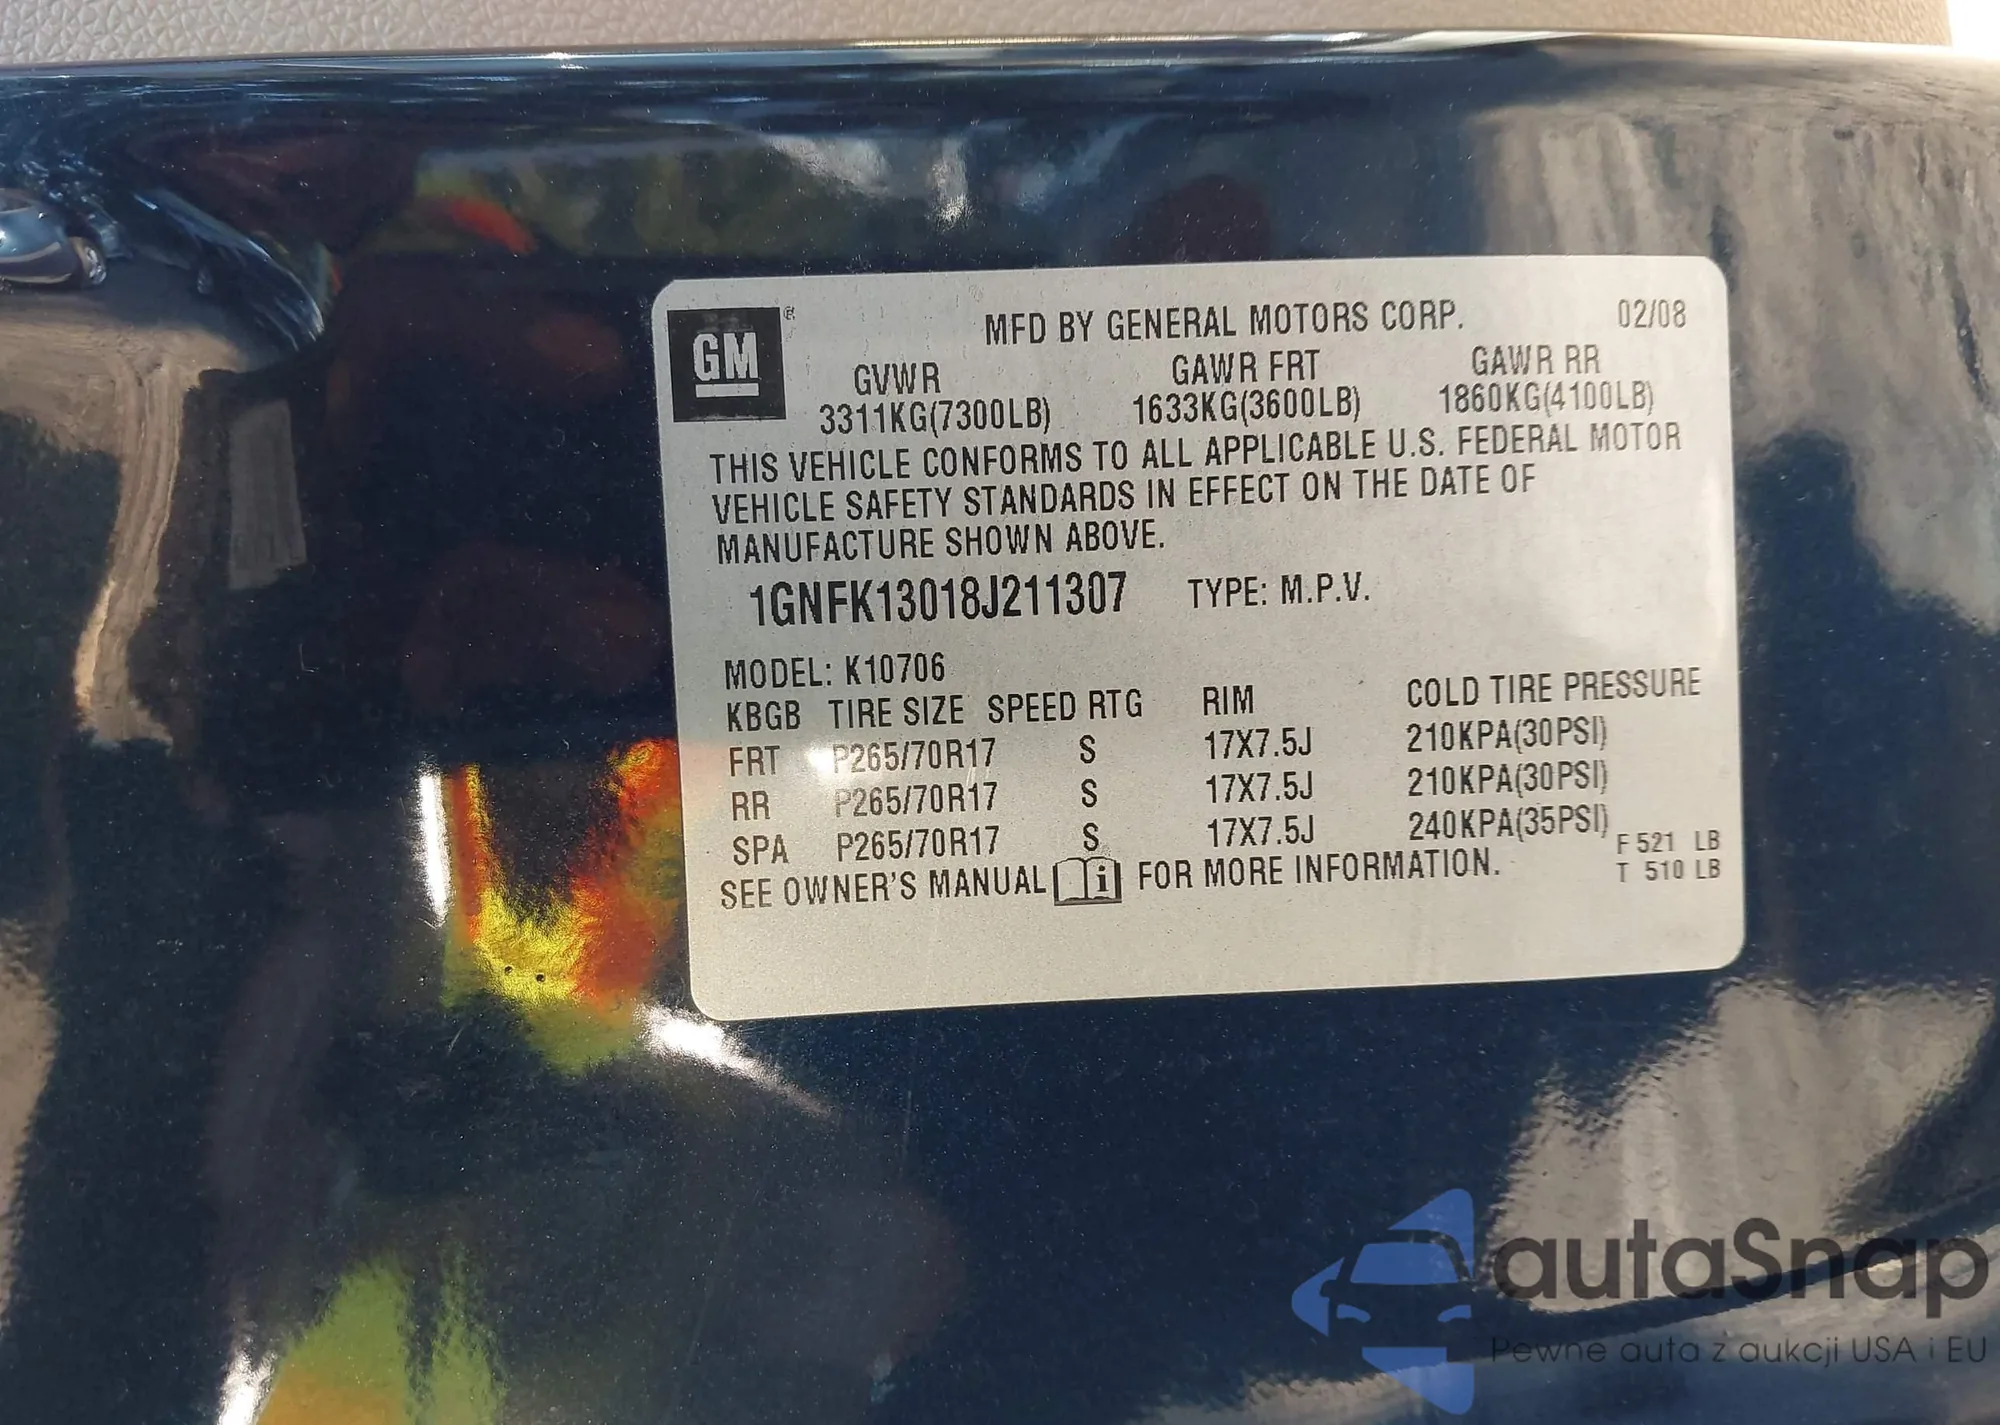 GM ®
MFD BY GENERAL MOTORS CORP. 02/08
GVWR GAWR FRT GAWR RR
3311KG(7300LB) 1633KG(3600LB) 1860KG(4100LB)
THIS VEHICLE CONFORMS TO ALL APPLICABLE U.S. FEDERAL MOTOR
VEHICLE SAFETY STANDARDS IN EFFECT ON THE DATE OF
MANUFACTURE SHOWN ABOVE.
1GNFK13018J211307 TYPE: M.P.V.
MODEL: K10706
KBGB TIRE SIZE SPEED RTG RIM COLD TIRE PRESSURE
FRT P265/70R17 S 17X7.5J 210KPA(30PSI)
RR P265/70R17 S 17X7.5J 210KPA(30PSI)
SPA P265/70R17 S 17X7.5J 240KPA(35PSI)
F 521 LB
T 510 LB
SEE OWNER'S MANUAL i FOR MORE INFORMATION.
autaSnap
Pewne auta z aukcji USA i EU